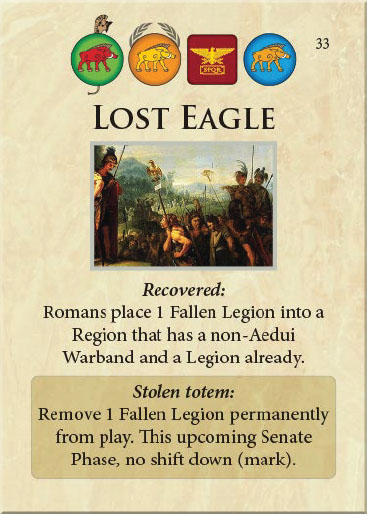 33
SPQR
LOST EAGLE
Recovered:
Romans place 1 Fallen Legion into a
Region that has a non-Aedui
Warband and a Legion already.
Stolen totem:
Remove 1 Fallen Legion permanently
from play. This upcoming Senate
Phase, no shift down (mark).